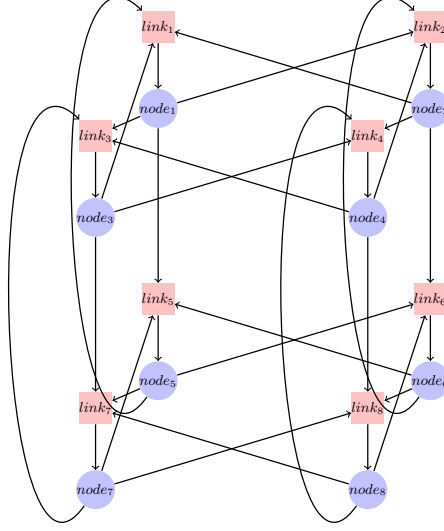 link₁ link₂
node₁ node₂
link₃ link₄
node₃ node₄
link₅ link₆
node₅ node₆
link₇ link₈
node₇ node₈